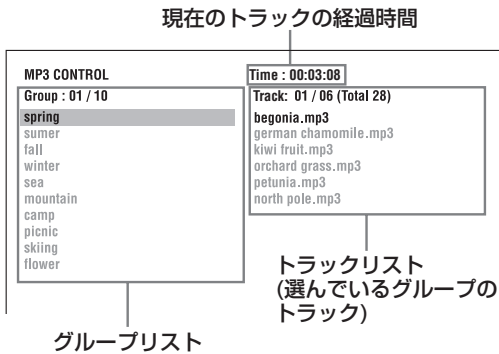 現在のトラックの経過時間
MP3 CONTROL
Time : 00:03:08
Group : 01 / 10
spring
sumer
fall
winter
sea
mountain
camp
picnic
skiing
flower
Track: 01 / 06 (Total 28)
begonia.mp3
german chamomile.mp3
kiwi fruit.mp3
orchard grass.mp3
petunia.mp3
north pole.mp3
トラックリスト
(選んでいるグループの
トラック)
グループリスト